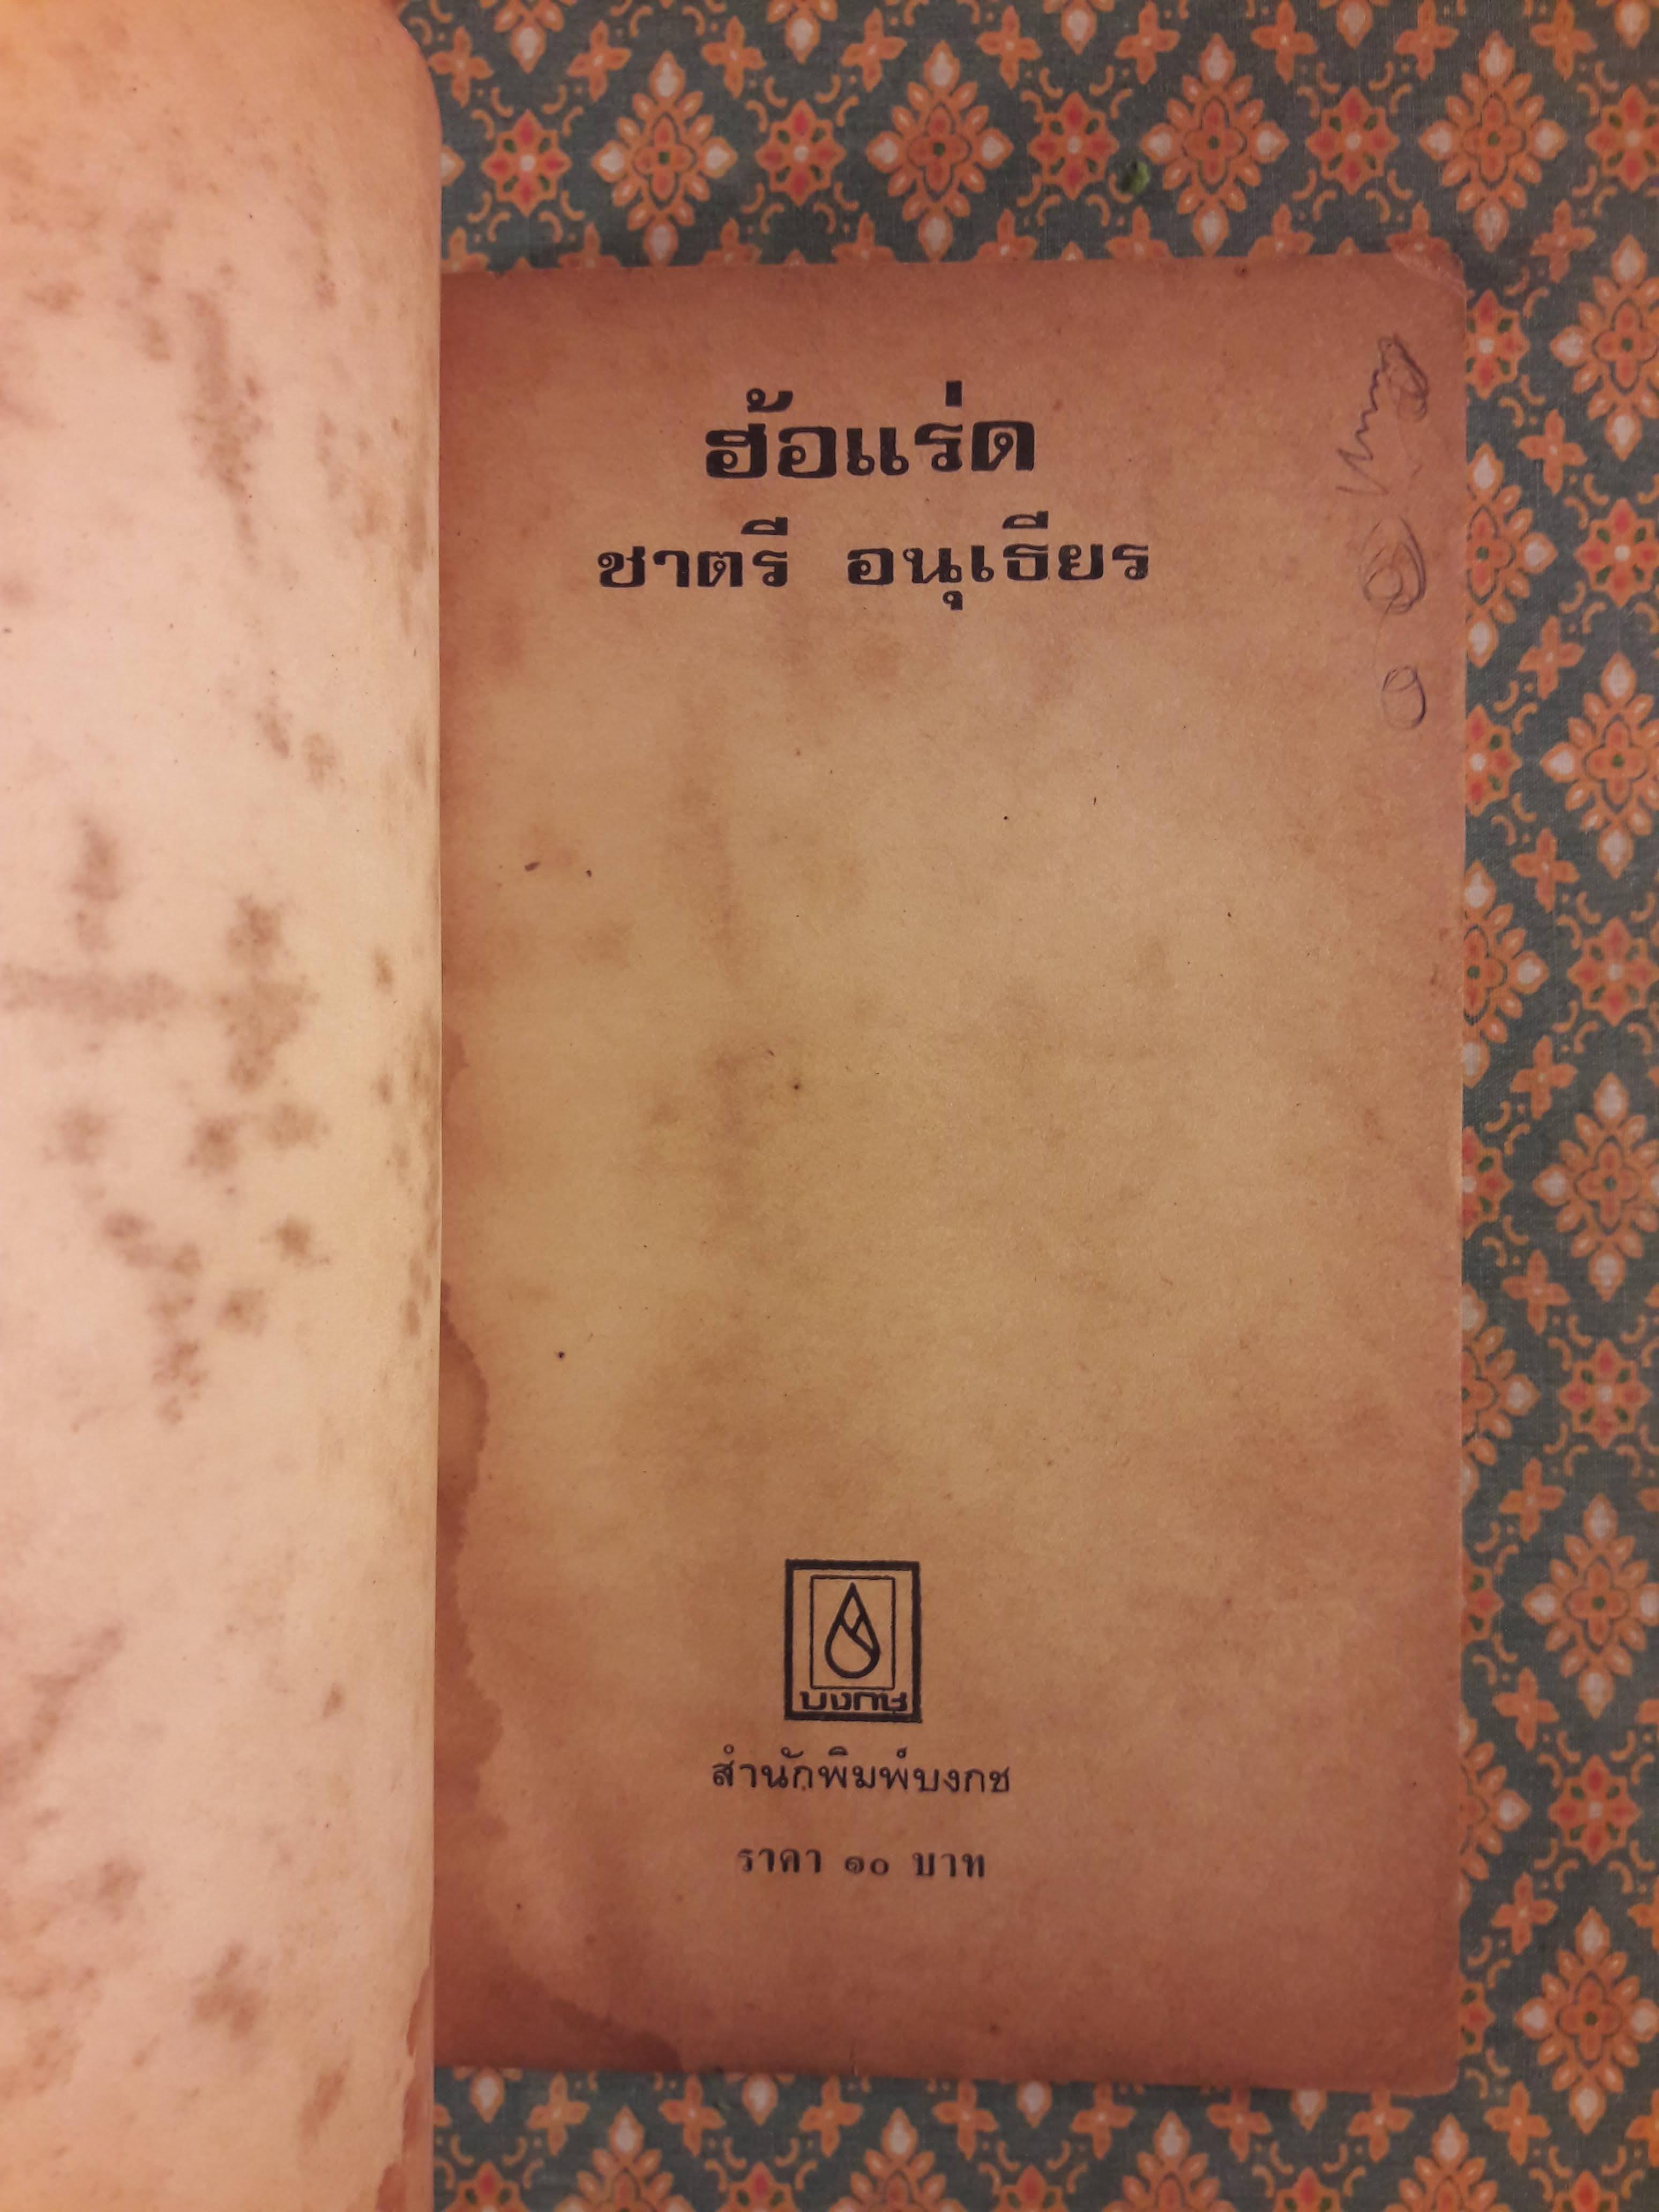 ฮ้อแร่ด
ชาตรี อนุเธียร
บงกช
สำนักพิมพ์บงกช
ราคา ๑๐ บาท